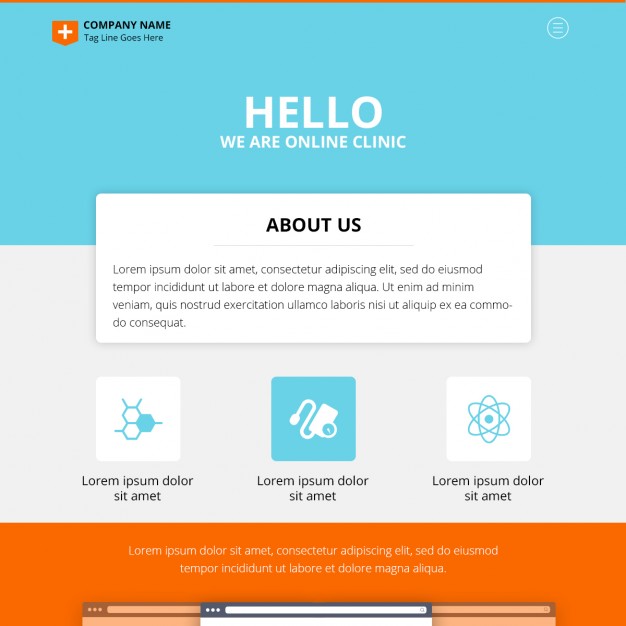 COMPANY NAME
Tag Line Goes Here
HELLO
WE ARE ONLINE CLINIC
ABOUT US
Lorem ipsum dolor sit amet, consectetur adipiscing elit, sed do eiusmod
tempor incididunt ut labore et dolore magna aliqua. Ut enim ad minim
veniam, quis nostrud exercitation ullamco laboris nisi ut aliquip ex ea commo-
do consequat.
Lorem ipsum dolor
sit amet
Lorem ipsum dolor
sit amet
Lorem ipsum dolor
sit amet
Lorem ipsum dolor sit amet, consectetur adipiscing elit, sed do eiusmod
tempor incididunt ut labore et dolore magna aliqua.